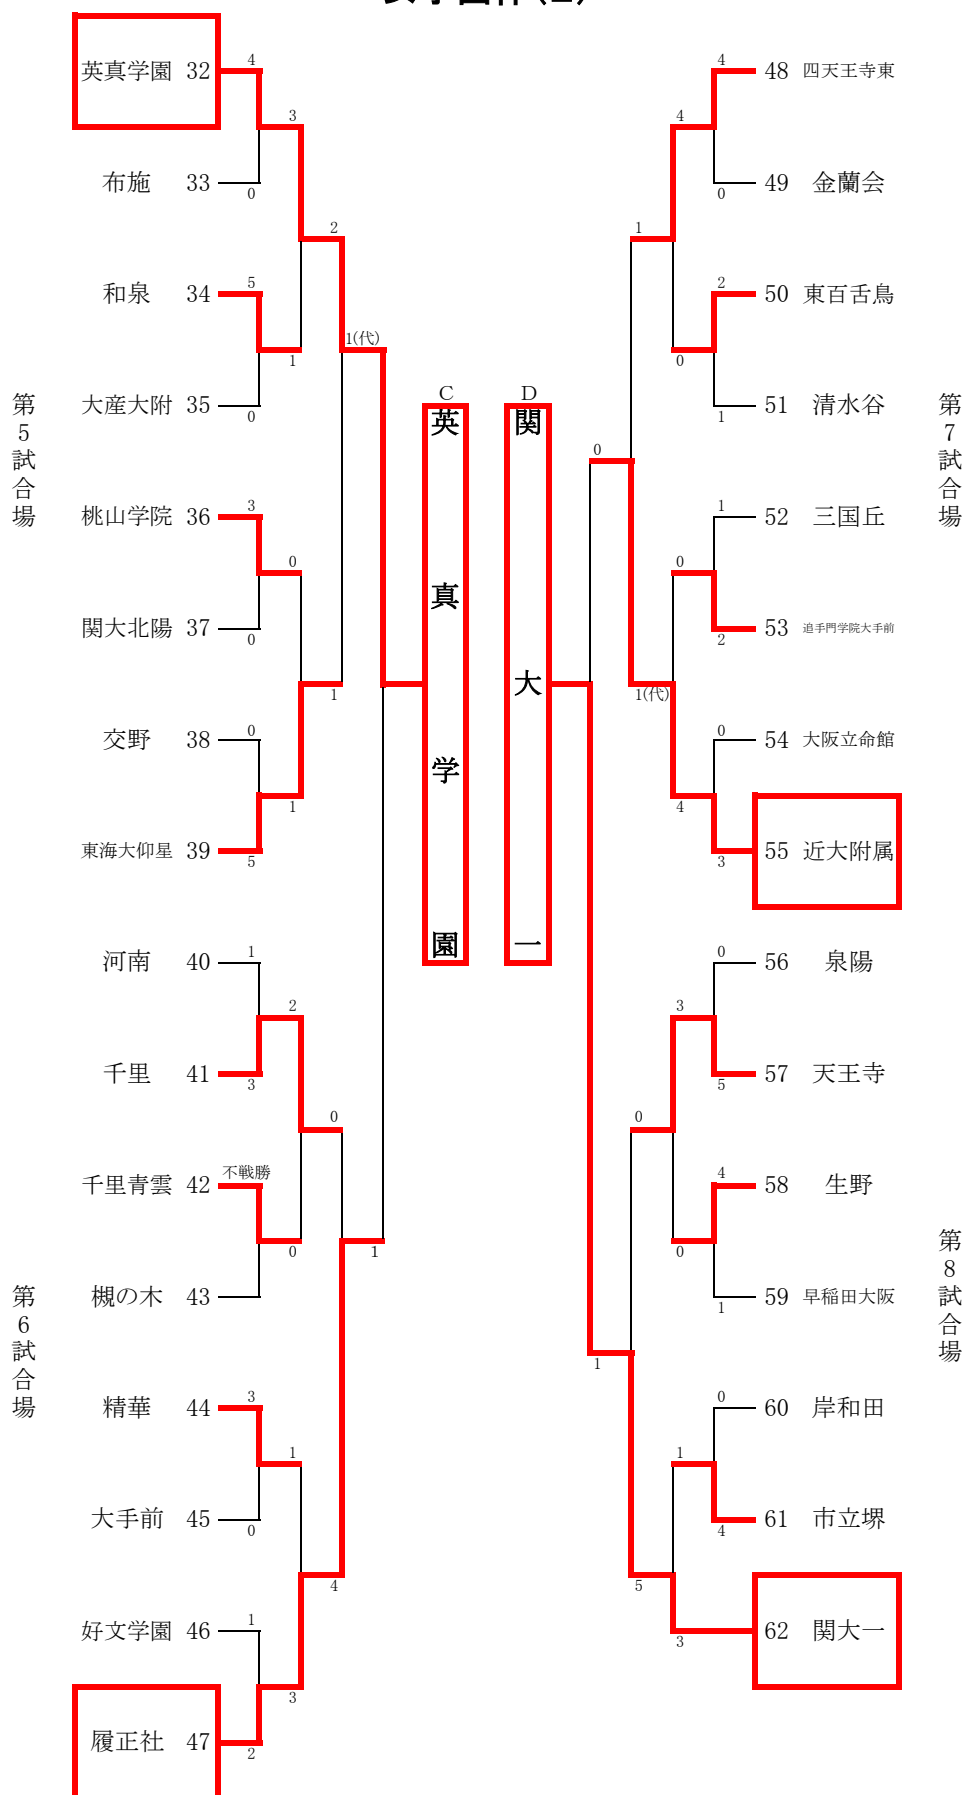 英真学園 32
布施 33
和泉 34
大産大附 35
桃山学院 36
関大北陽 37
交野 38
東海大仰星 39
河南 40
千里 41
千里青雲 42
槻の木 43
精華 44
大手前 45
好文学園 46
履正社 47
第5試合場
第6試合場
4
0
5
0
3
0
0
5
1
3
不戦勝
3
0
1
2
3
1
0
1
2
0
1
3
2
1
0
4
1(代)
1
C
英真学園
D
関大一
0
1
1
1(代)
0
5
4
0
0
4
3
0
1
3
4
0
2
1
1
2
0
3
0
5
4
1
0
4
48 四天王寺東
49 金蘭会
50 東百舌鳥
51 清水谷
52 三国丘
53 追手門学院大手前
54 大阪立命館
55 近大附属
56 泉陽
57 天王寺
58 生野
59 早稲田大阪
60 岸和田
61 市立堺
62 関大一
第7試合場
第8試合場